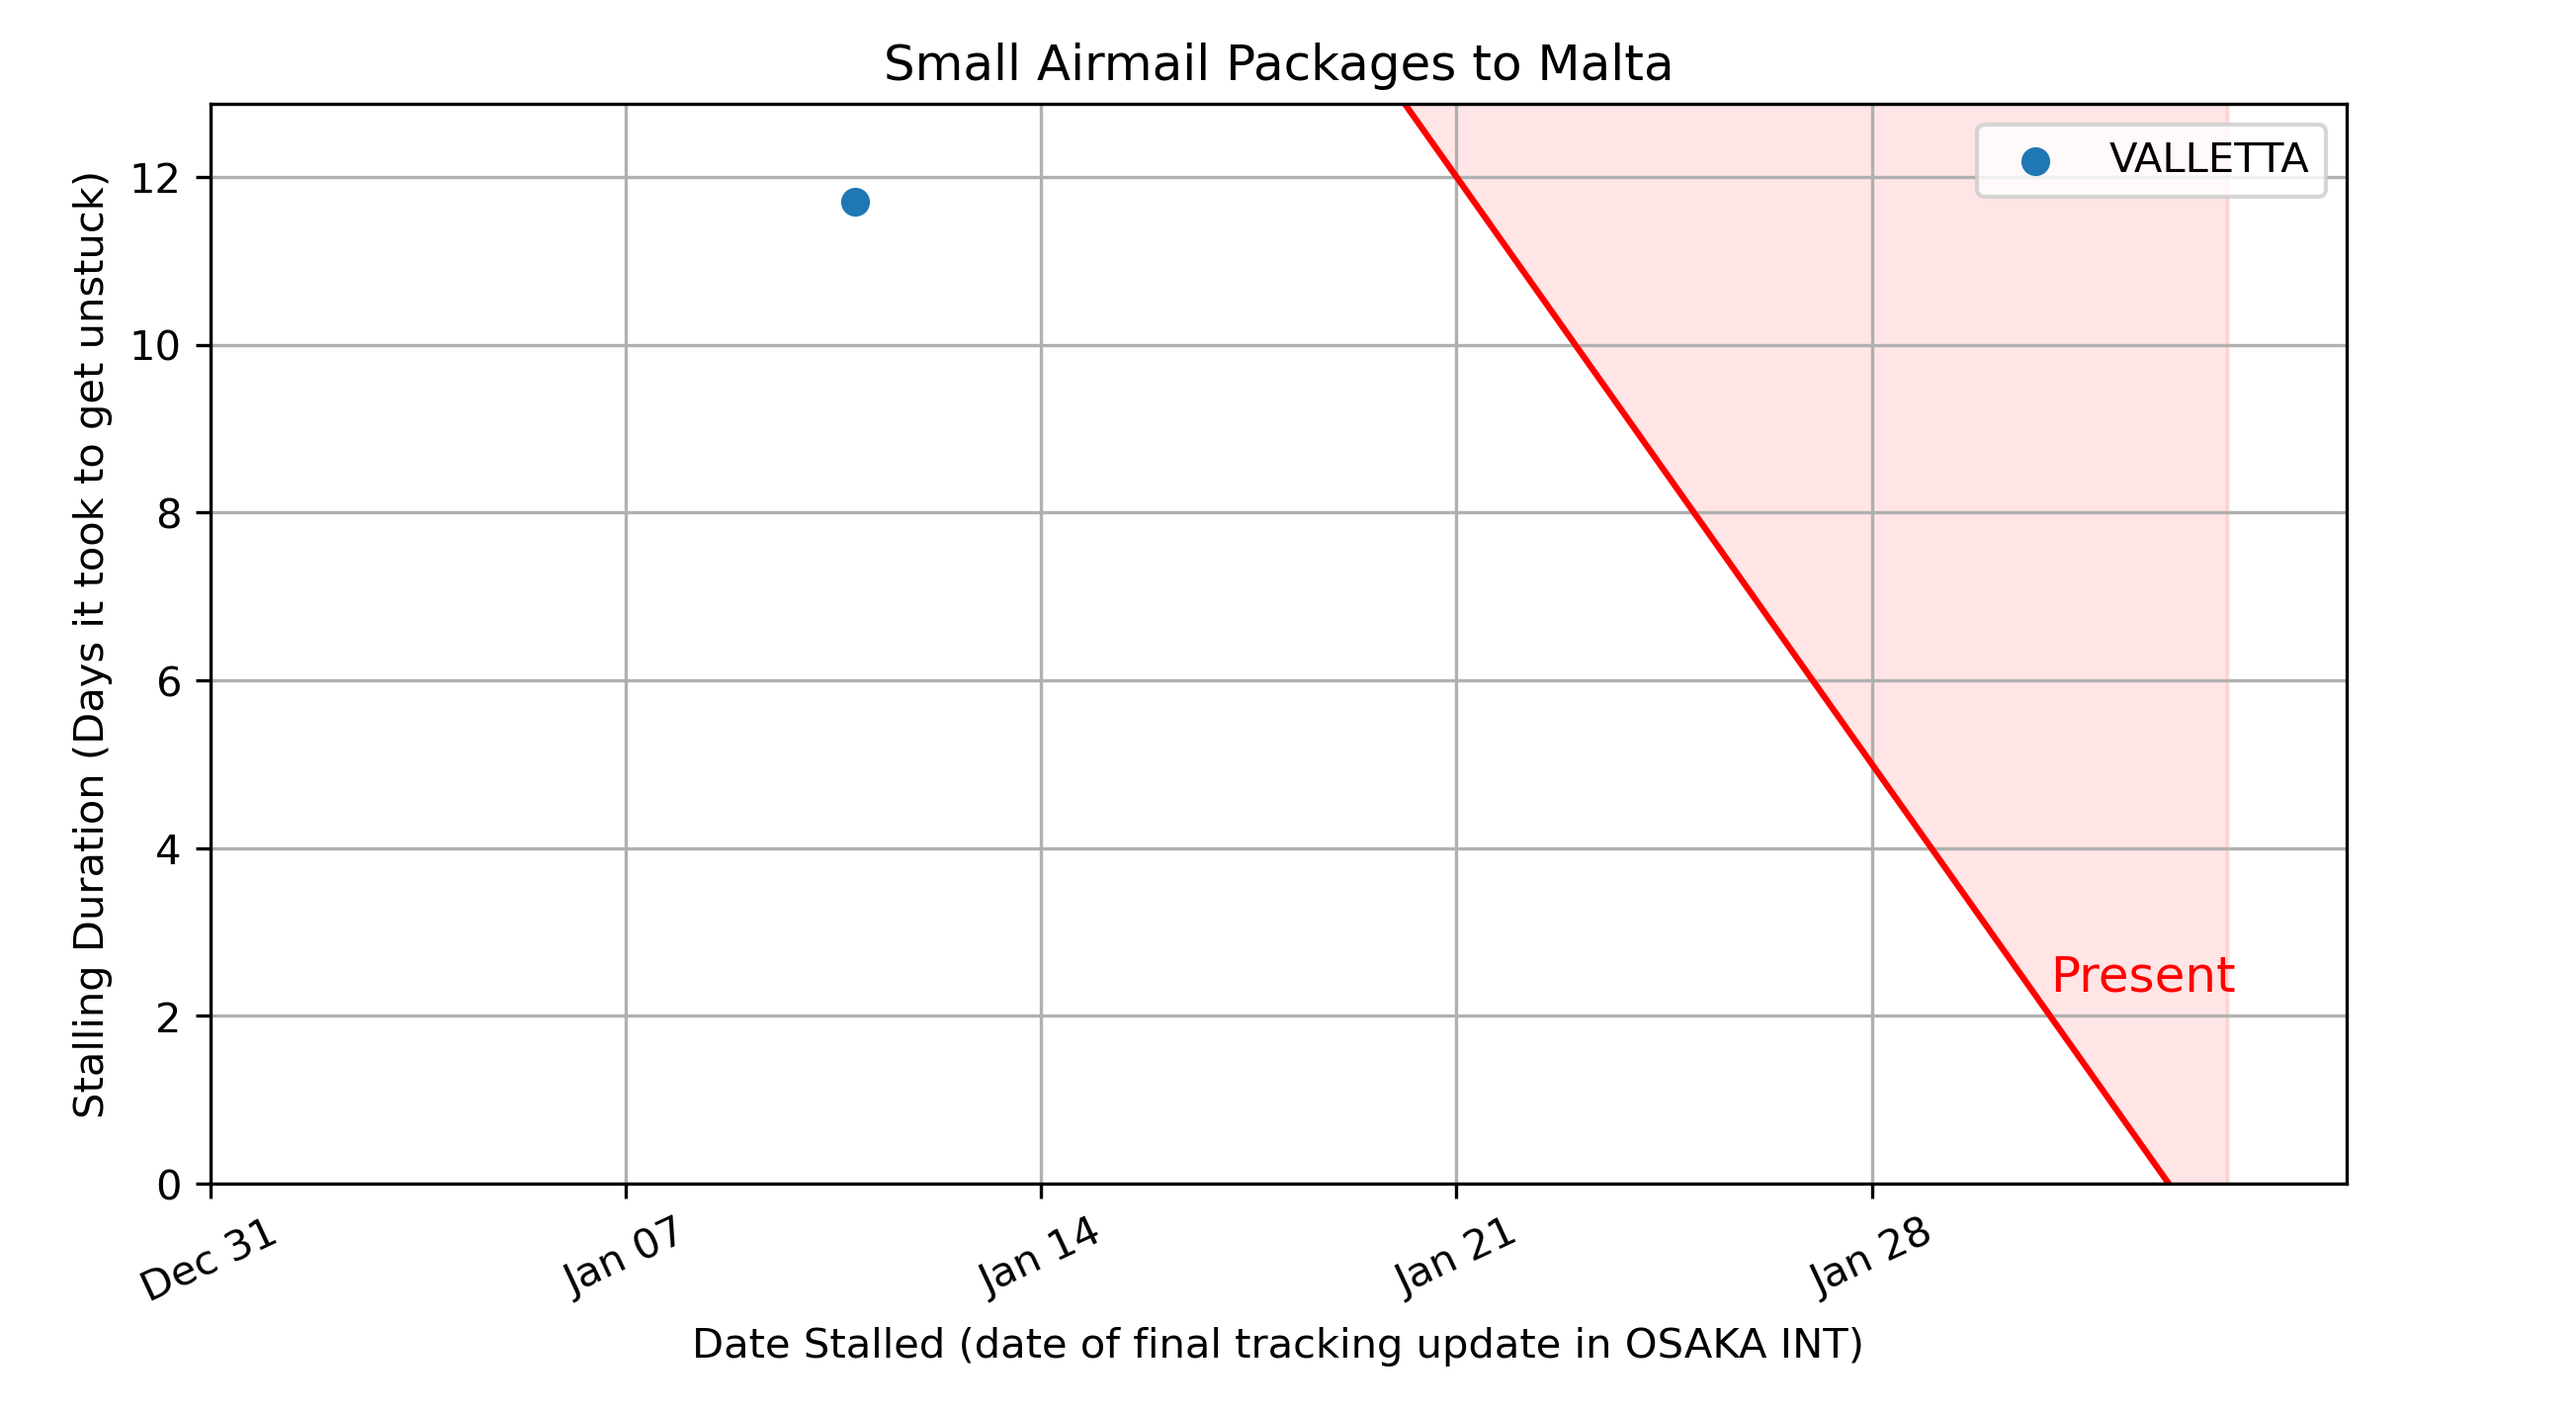 Small Airmail Packages to Malta
VALLETTA
Stalling Duration (Days it took to get unstuck)
12
10
8
6
4
2
0
Present
Dec 31
Jan 07
Jan 14
Jan 21
Jan 28
Date Stalled (date of final tracking update in OSAKA INT)